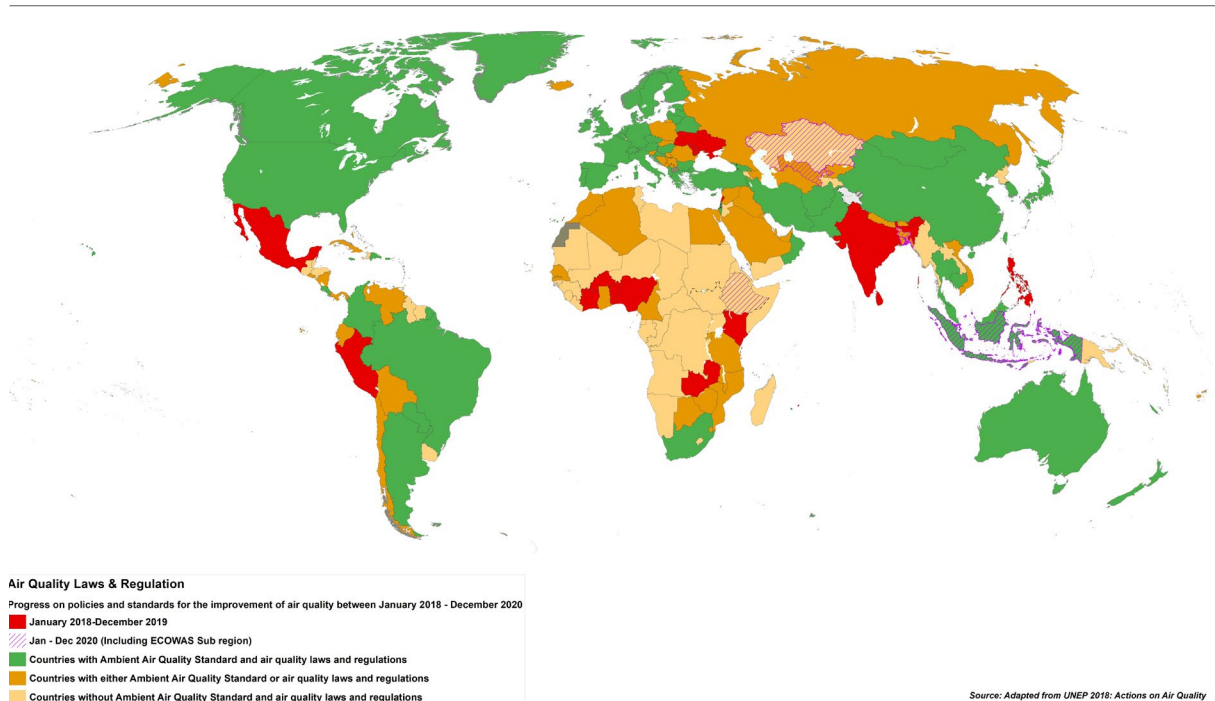 Air Quality Laws & Regulation
Progress on policies and standards for the improvement of air quality between January 2018 - December 2020
January 2018-December 2019
Jan - Dec 2020 (Including ECOWAS Sub region)
Countries with Ambient Air Quality Standard and air quality laws and regulations
Countries with either Ambient Air Quality Standard or air quality laws and regulations
Countries without Ambient Air Quality Standard and air quality laws and regulations
Source: Adapted from UNEP 2018: Actions on Air Quality